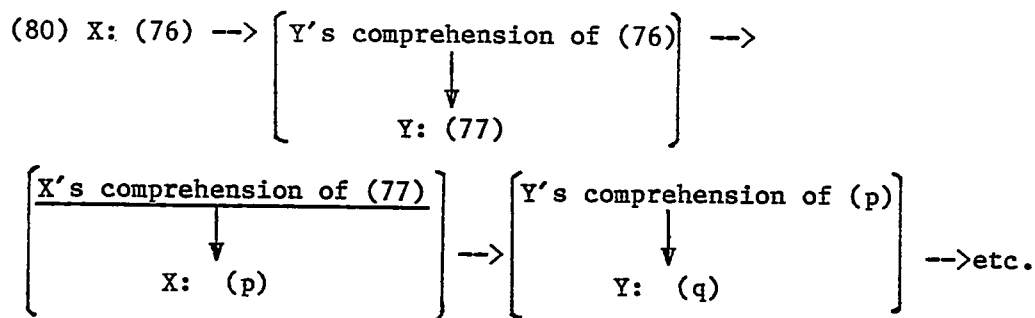 (80) X: (76) --> Y's comprehension of (76) -->
Y: (77)
X's comprehension of (77) --> Y's comprehension of (p) -->etc.
X: (p) Y: (q)